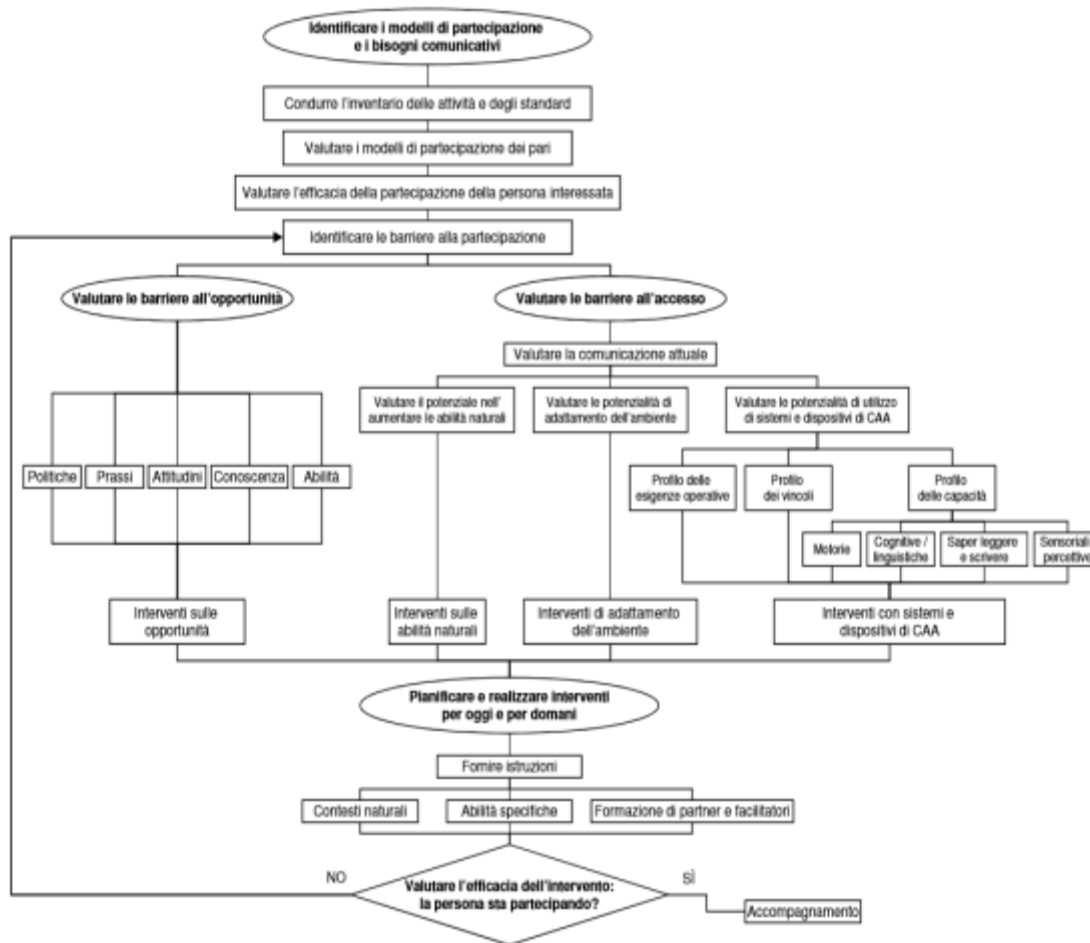 Identificare i modelli di partecipazione
e i bisogni comunicativi
Condurre l'inventario delle attività e degli standard
Valutare i modelli di partecipazione dei pari
Valutare l'efficacia della partecipazione della persona interessata
Identificare le barriere alla partecipazione
Valutare le barriere all'opportunità
Valutare le barriere all'accesso
Valutare la comunicazione attuale
Valutare il potenziale nell'
aumentare le abilità naturali
Valutare le potenzialità di
adattamento dell'ambiente
Valutare le potenzialità di utilizzo
di sistemi e dispositivi di CAA
Politiche
Prassi
Attitudini
Conoscenza
Abilità
Profilo delle
esigenze operative
Profilo
dei vincoli
Profilo
delle capacità
Motorie
Cognitive /
linguistiche
Saper leggere
e scrivere
Sensoriali
percettive
Interventi sulle
opportunità
Interventi sulle
abilità naturali
Interventi di adattamento
dell'ambiente
Interventi con sistemi e
dispositivi di CAA
Planificare e realizzare interventi
per oggi e per domani
Fornire istruzioni
Contesti naturali
Abilità specifiche
Formazione di partner e facilitatori
NO
Valutare l'efficacia dell'intervento:
la persona sta partecipando?
SÌ
Accompagnamento